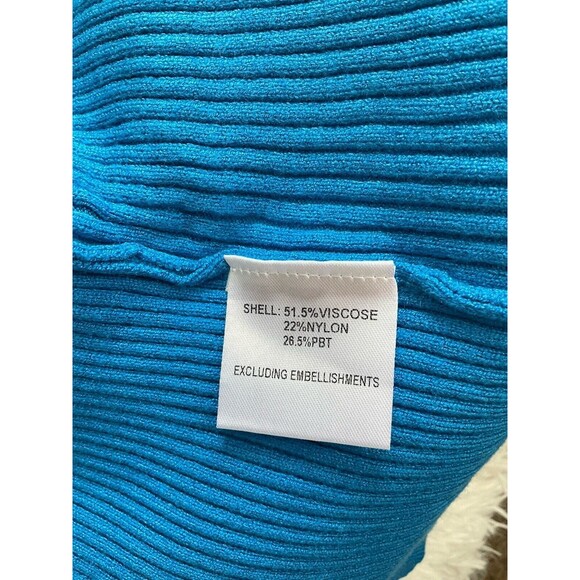 SHELL: 51.5%VISCOSE
22%NYLON
26.5%PBT
EXCLUDING EMBELLISHMENTS